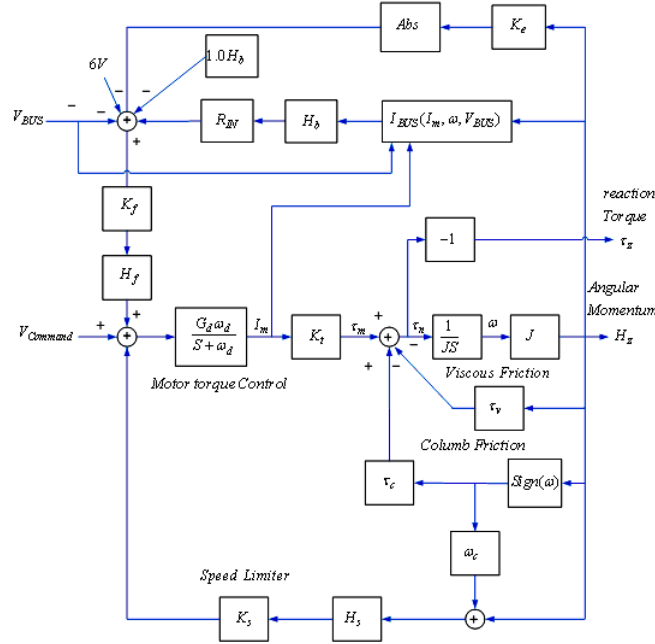 Abs
K_e
6V
1.0H_b
V_BUS
R_IN
H_b
I_BUS(I_m, ω, V_BUS)
K_f
reaction
Torque
-1
τ_z
H_f
V_Command
G_d ω_d
S + ω_d
I_m
K_t
τ_m
τ_n
1
JS
ω
J
Angular
Momentum
H_z
Motor torque Control
Viscous Friction
τ_v
Columb Friction
τ_c
Sign(ω)
ω_c
Speed Limiter
K_s
H_s